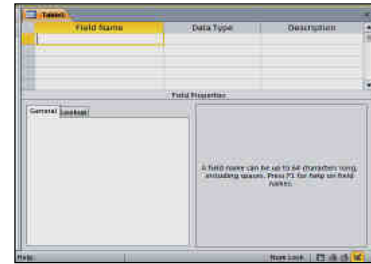 Table1
Field Name Data Type Description
Field Properties
General Lookup
A field name can be up to 64 characters long,
including spaces. Press F1 for help on field
names.
Num Lock